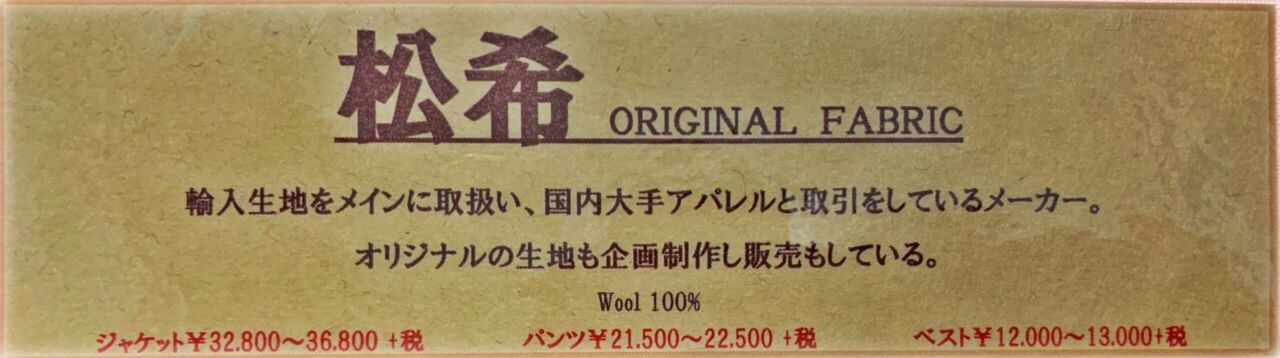 松希 ORIGINAL FABRIC
輸入生地をメインに取扱い、国内大手アパレルと取引をしているメーカー。
オリジナルの生地も企画制作し販売もしている。
Wool 100%
ジャケット¥32.800～36.800 +税 パンツ¥21.500～22.500 +税 ベスト¥12.000～13.000+税